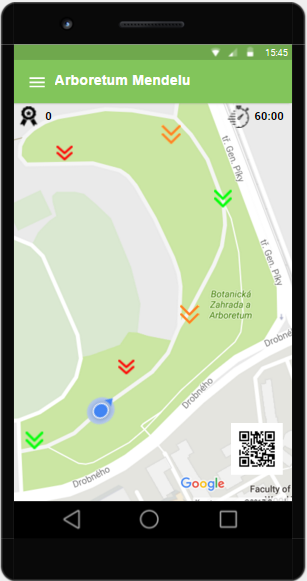 15:45
Arboretum Mendelu
0
60:00
tř. Gen. Píky
tř. Gen. Píky
Botanická
Zahrada a
Arboretum
Drobného
Drobného
Drobného
Google
Faculty of